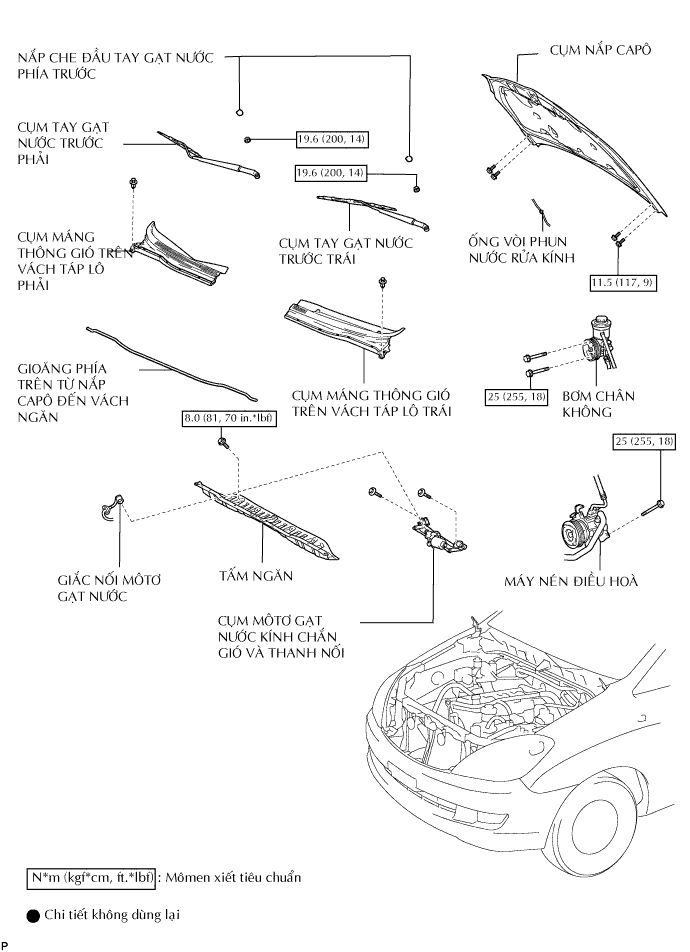 NẮP CHE ĐẦU TAY GẠT NƯỚC
PHÍA TRƯỚC
CỤM NẮP CAPÔ
CỤM TAY GẠT
NƯỚC TRƯỚC
PHẢI
19.6 (200, 14)
19.6 (200, 14)
CỤM MÁNG
THÔNG GIÓ TRÊN
VÁCH TÁP LÔ
PHẢI
CỤM TAY GẠT NƯỚC
TRƯỚC TRÁI
ỐNG VÒI PHUN
NƯỚC RỬA KÍNH
11.5 (117, 9)
GIOĂNG PHÍA
TRÊN TỪ NẮP
CAPÔ ĐẾN VÁCH
NGĂN
CỤM MÁNG THÔNG GIÓ
TRÊN VÁCH TÁP LÔ TRÁI
25 (255, 18)
BƠM CHÂN
KHÔNG
8.0 (81, 70 in.*lbf)
25 (255, 18)
GIẮC NỐI MÔTƠ
GẠT NƯỚC
TẤM NGĂN
MÁY NÉN ĐIỀU HOÀ
CỤM MÔTƠ GẠT
NƯỚC KÍNH CHẮN
GIÓ VÀ THANH NỐI
N*m (kgf*cm, ft.*lbf) : Mômen xiết tiêu chuẩn
● Chi tiết không dùng lại
P